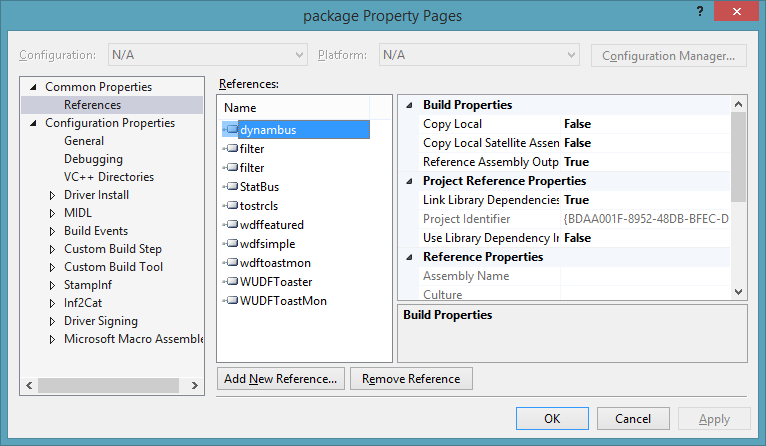 package Property Pages
?
Configuration: N/A Platform: N/A Configuration Manager...
Common Properties
References
Configuration Properties
General
Debugging
VC++ Directories
Driver Install
MIDL
Build Events
Custom Build Step
Custom Build Tool
StampInf
Inf2Cat
Driver Signing
Microsoft Macro Assemble
References:
Name
dynambus
filter
filter
StatBus
tostrcls
wdffeatured
wdfsimple
wdftoastmon
WUDFToaster
WUDFToastMon
Build Properties
Copy Local False
Copy Local Satellite Assen False
Reference Assembly Outp True
Project Reference Properties
Link Library Dependencies True
Project Identifier {BDAA001F-8952-48DB-BFEC-D
Use Library Dependency In False
Reference Properties
Assembly Name
Culture
Build Properties
Add New Reference... Remove Reference
OK Cancel Apply